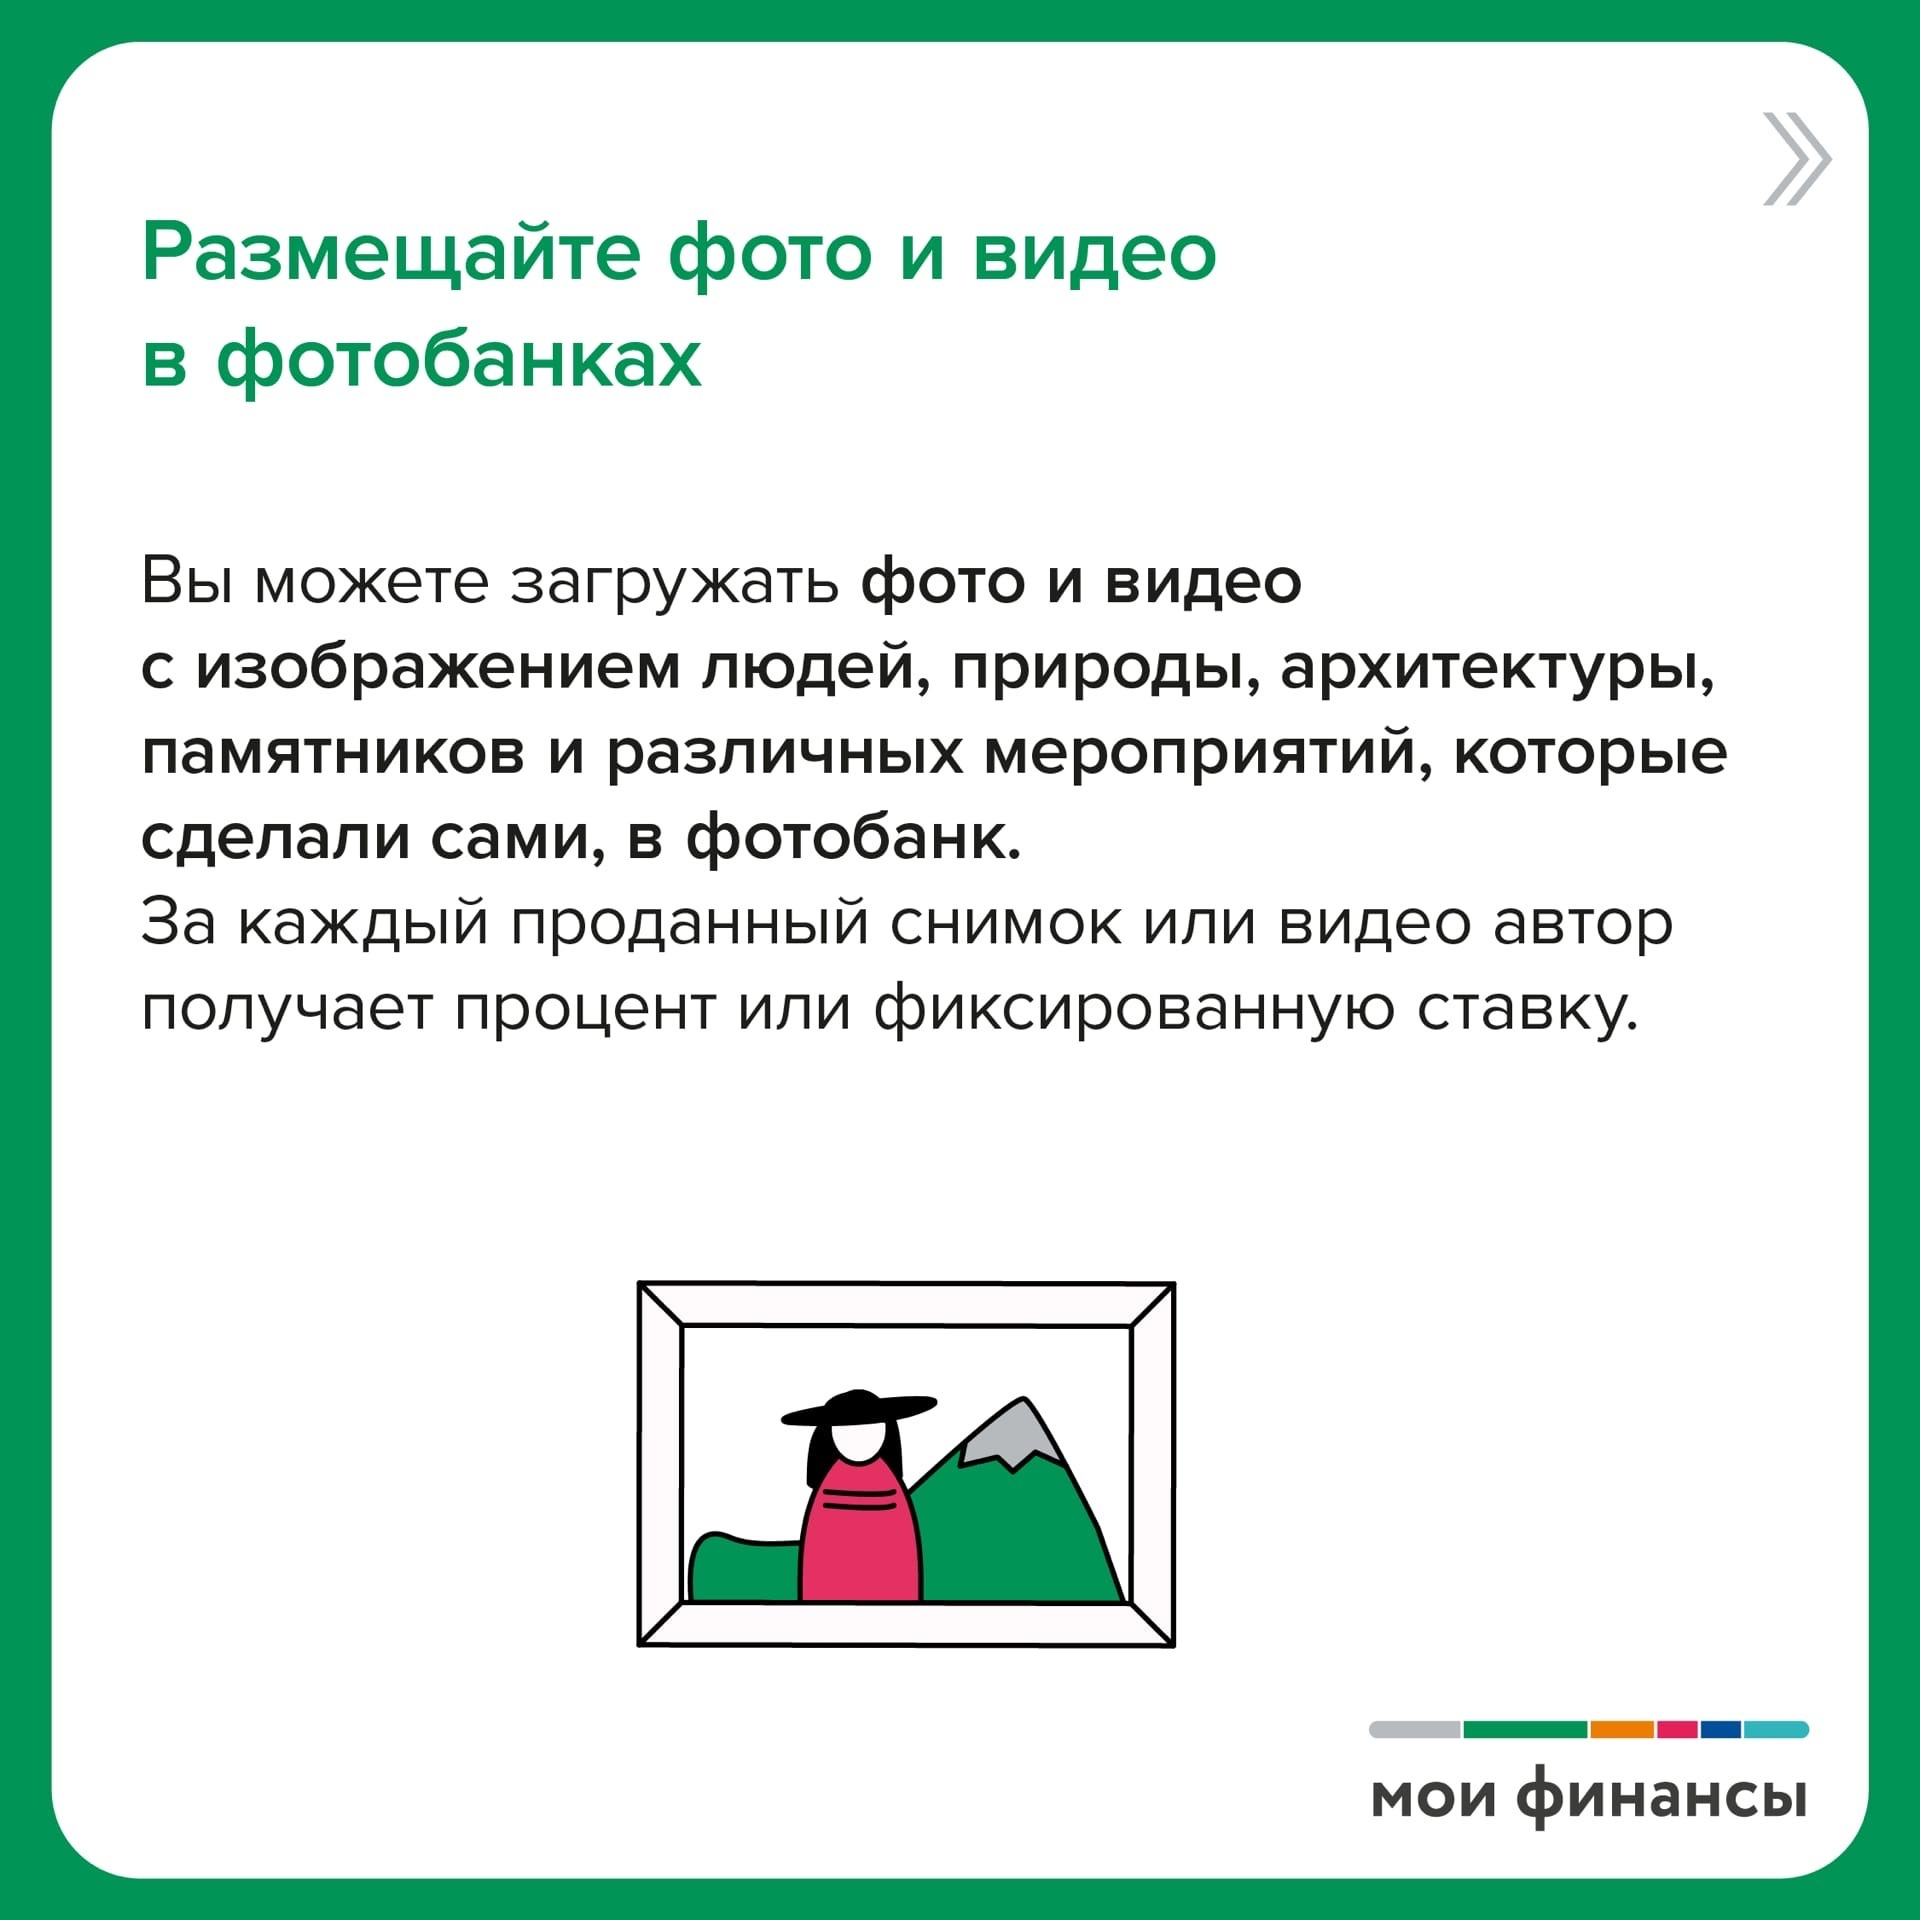 Размещайте фото и видео
в фотобанках
Вы можете загружать фото и видео
с изображением людей, природы, архитектуры,
памятников и различных мероприятий, которые
сделали сами, в фотобанк.
За каждый проданный снимок или видео автор
получает процент или фиксированную ставку.
мои финансы